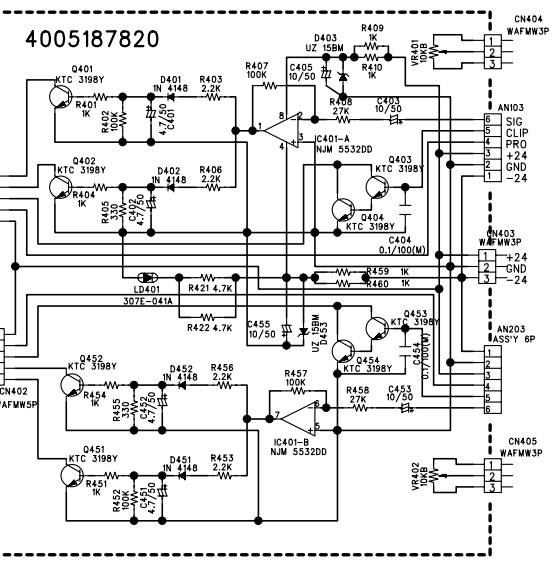 4005187820
CN404
WAFMW3P
VR401
10KB
1
2
3
D403
UZ 15BM
R409
1K
R410
1K
C405
10/50
R407
100K
R408
27K
C403
10/50
AN103
6 SIG
5 CLIP
4 PRO
3 +24
2 GND
1 -24
Q401
KTC 3198Y
R401
1K
R402
100K
D401
1N 4148
4.7/50
C401
R403
2.2K
1
8
2
3
4
IC401-A
NJM 5532DD
Q402
KTC 3198Y
R404
1K
R405
330
C402
4.7/50
D402
1N 4148
R406
2.2K
Q403
KTC 3198Y
Q404
KTC 3198Y
C404
0.1/100(M)
CN403
WAFMW3P
1 +24
2 GND
3 -24
LD401
307E-041A
R421 4.7K
R422 4.7K
R459 1K
R460 1K
C455
10/50
UZ 15BM
D453
Q453
KTC 3198Y
Q454
KTC 3198Y
C454
0.1/100(M)
AN203
ASS'Y 6P
1
2
3
4
5
6
CN402
WAFMW5P
Q452
KTC 3198Y
R454
1K
R455
330
C452
4.7/50
D452
1N 4148
R456
2.2K
R457
100K
R458
27K
C453
10/50
7
6
5
IC401-B
NJM 5532DD
Q451
KTC 3198Y
R451
1K
R452
100K
C451
4.7/50
D451
1N 4148
R453
2.2K
CN405
WAFMW3P
VR402
10KB
1
2
3